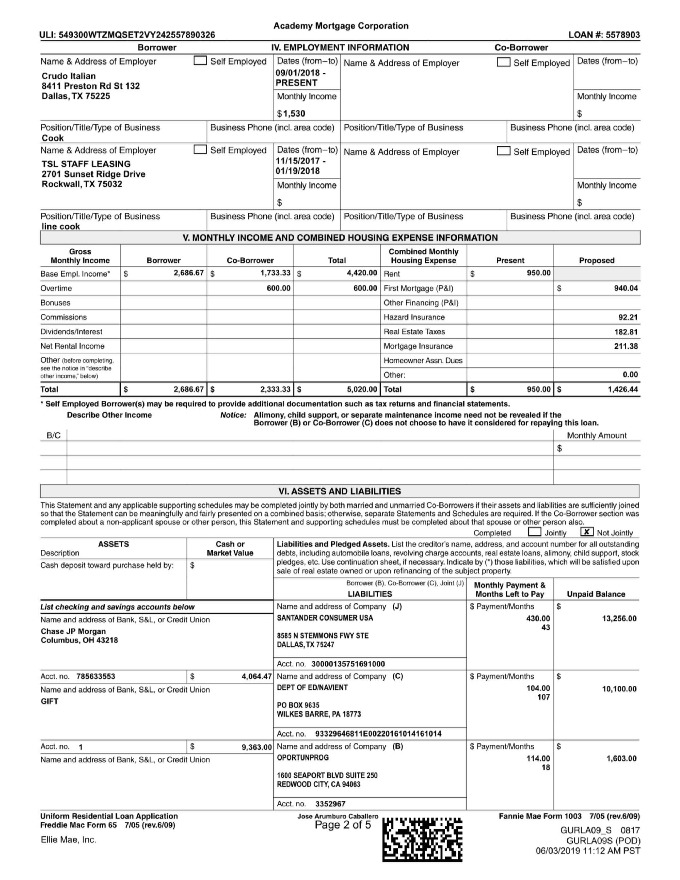 Academy Mortgage Corporation
ULI: 549300WTZMQSET2VY242557890326 LOAN #: 5578903
Borrower IV. EMPLOYMENT INFORMATION Co-Borrower
Name & Address of Employer Self Employed Dates (from–to) Name & Address of Employer Self Employed Dates (from–to)
Crudo Italian
8411 Preston Rd St 132
Dallas, TX 75225
09/01/2018 -
PRESENT
Monthly Income Monthly Income
$ 1,530 $
Position/Title/Type of Business Business Phone (incl. area code) Position/Title/Type of Business Business Phone (incl. area code)
Cook
Name & Address of Employer Self Employed Dates (from–to) Name & Address of Employer Self Employed Dates (from–to)
TSL STAFF LEASING
2701 Sunset Ridge Drive
Rockwall, TX 75032
11/15/2017 -
01/19/2018
Monthly Income Monthly Income
$ $
Position/Title/Type of Business Business Phone (incl. area code) Position/Title/Type of Business Business Phone (incl. area code)
line cook
V. MONTHLY INCOME AND COMBINED HOUSING EXPENSE INFORMATION
Gross
Monthly Income Borrower Co-Borrower Total Combined Monthly
Housing Expense Present Proposed
Base Empl. Income* $ 2,686.67 $ 1,733.33 $ 4,420.00 Rent $ 950.00
Overtime 600.00 600.00 First Mortgage (P&I) $ 940.04
Bonuses Other Financing (P&I)
Commissions Hazard Insurance 92.21
Dividends/Interest Real Estate Taxes 182.81
Net Rental Income Mortgage Insurance 211.38
Other (before completing,
see the notice in "describe
other income," below)
Homeowner Assn. Dues
Other: 0.00
Total $ 2,686.67 $ 2,333.33 $ 5,020.00 Total $ 950.00 $ 1,426.44
* Self Employed Borrower(s) may be required to provide additional documentation such as tax returns and financial statements.
Describe Other Income Notice: Alimony, child support, or separate maintenance income need not be revealed if the
Borrower (B) or Co-Borrower (C) does not choose to have it considered for repaying this loan.
B/C Monthly Amount
$
VI. ASSETS AND LIABILITIES
This Statement and any applicable supporting schedules may be completed jointly by both married and unmarried Co-Borrowers if their assets and liabilities are sufficiently joined
so that the Statement can be meaningfully and fairly presented on a combined basis; otherwise, separate Statements and Schedules are required. If the Co-Borrower section was
completed about a non-applicant spouse or other person, this Statement and supporting schedules must be completed about that spouse or other person also.
Completed Jointly X Not Jointly
ASSETS
Description
Cash or
Market Value
Cash deposit toward purchase held by: $
Liabilities and Pledged Assets. List the creditor's name, address, and account number for all outstanding
debts, including automobile loans, revolving charge accounts, real estate loans, alimony, child support, stock
pledges, etc. Use continuation sheet, if necessary. Indicate by (*) those liabilities, which will be satisfied upon
sale of real estate owned or upon refinancing of the subject property.
Borrower (B), Co-Borrower (C), Joint (J)
LIABILITIES
Monthly Payment &
Months Left to Pay
Unpaid Balance
List checking and savings accounts below
Name and address of Bank, S&L, or Credit Union
Chase JP Morgan
Columbus, OH 43218
Name and address of Company (J) $ Payment/Months $
SANTANDER CONSUMER USA 430.00 13,256.00
43
8585 N STEMMONS FWY STE
DALLAS, TX 75247
Acct. no. 30000135751691000
Acct. no. 785633553 $ 4,064.47
Name and address of Bank, S&L, or Credit Union
GIFT
Name and address of Company (C) $ Payment/Months $
DEPT OF ED/NAVIENT 104.00 10,100.00
107
PO BOX 9635
WILKES BARRE, PA 18773
Acct. no. 93329646811E00220161014161014
Acct. no. 1 $ 9,363.00
Name and address of Bank, S&L, or Credit Union
Name and address of Company (B) $ Payment/Months $
OPORTUNPROG 114.00 1,603.00
18
1600 SEAPORT BLVD SUITE 250
REDWOOD CITY, CA 94063
Acct. no. 3352967
Uniform Residential Loan Application
Freddie Mac Form 65 7/05 (rev.6/09)
Jose Arumburo Caballero
Page 2 of 5
Fannie Mae Form 1003 7/05 (rev.6/09)
Ellie Mae, Inc.
GURLA09_S 0817
GURLA09S (POD)
06/03/2019 11:12 AM PST